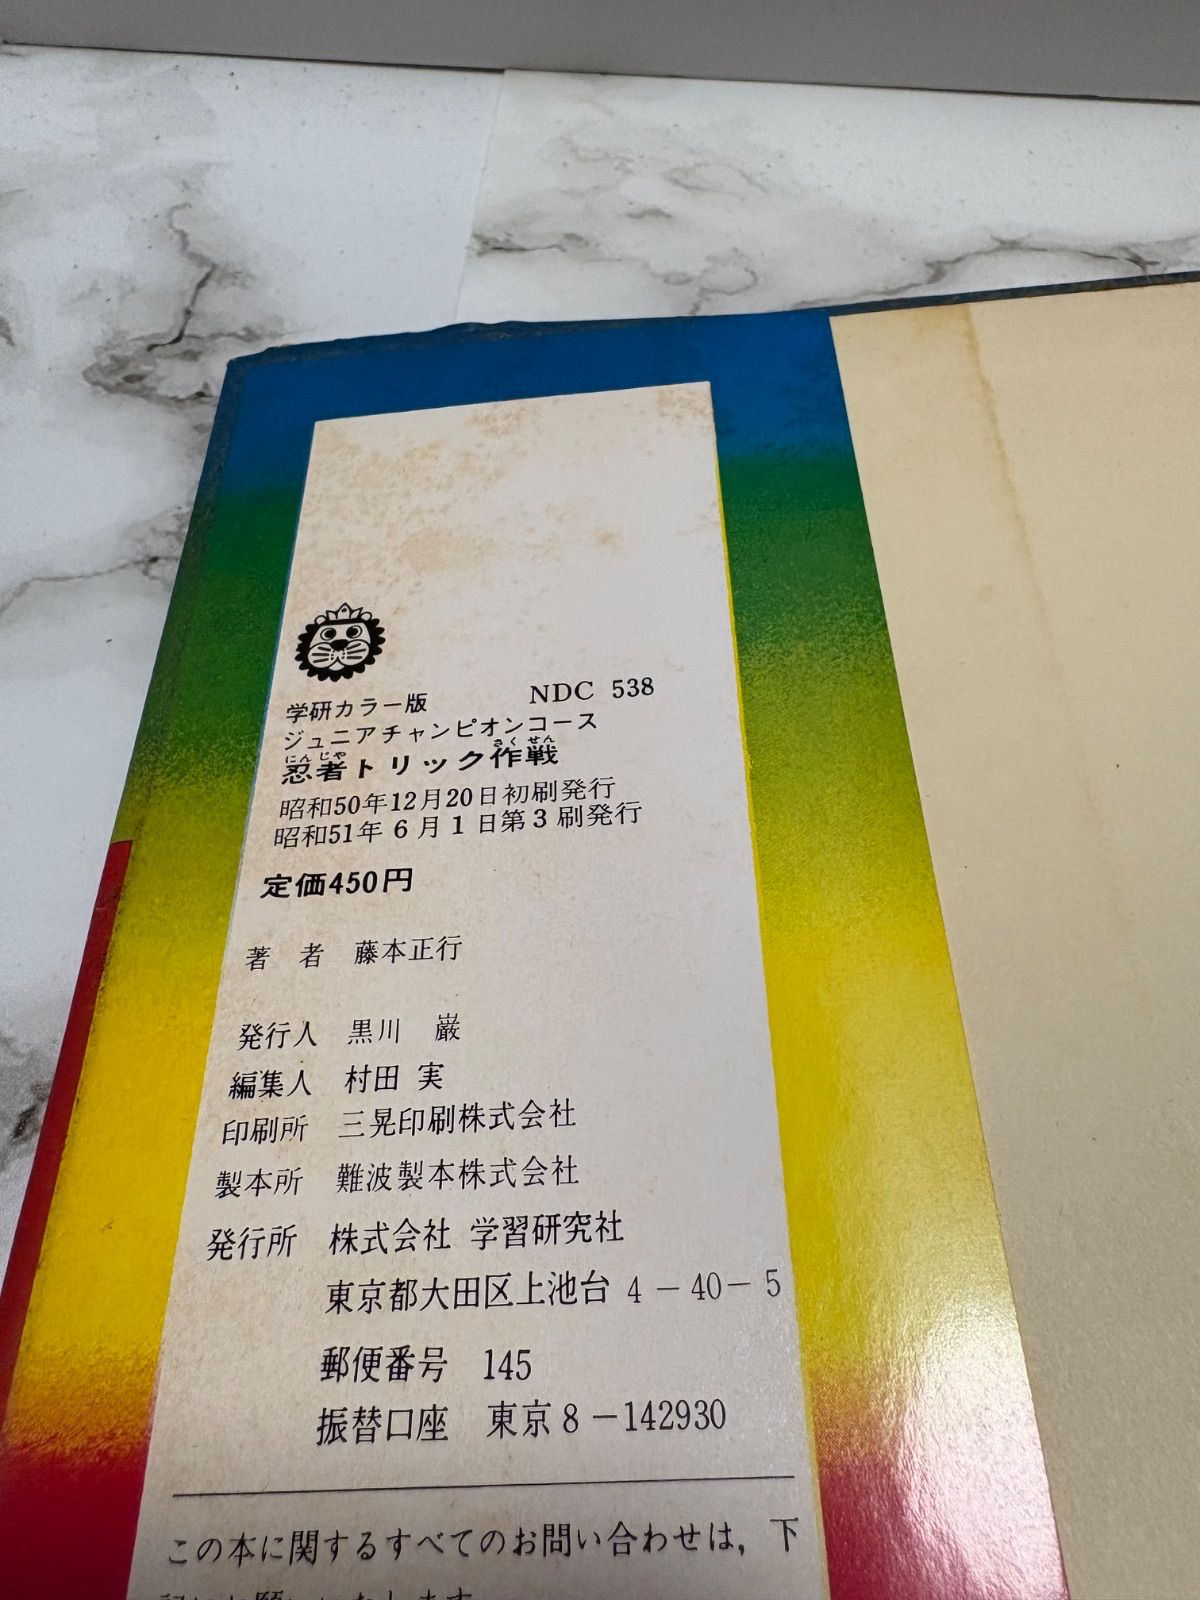 学研カラー版 NDC 538
ジュニアチャンピオンコース
にんじゃ さくせん
忍者トリック作戦
昭和50年12月20日初刷発行
昭和51年6月1日第3刷発行
定価450円
著者 藤本正行
発行人 黒川 巌
編集人 村田 実
印刷所 三晃印刷株式会社
製本所 難波製本株式会社
発行所 株式会社 学習研究社
東京都大田区上池台 4-40-5
郵便番号 145
振替口座 東京8-142930
この本に関するすべてのお問い合わせは，下